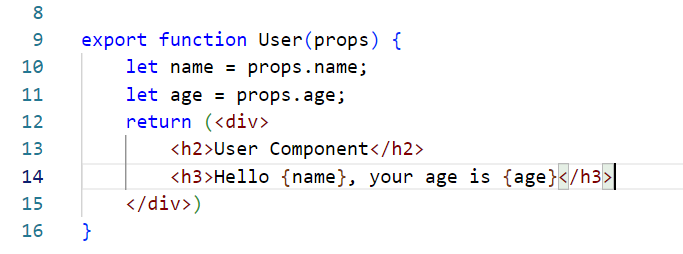 8
9 export function User(props) {
10     let name = props.name;
11     let age = props.age;
12     return (<div>
13         <h2>User Component</h2>
14         <h3>Hello {name}, your age is {age}</h3>
15     </div>)
16 }